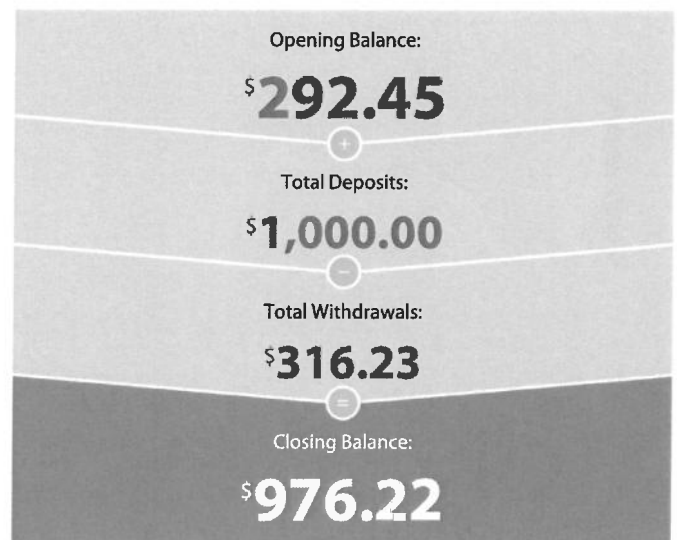 Opening Balance:
$292.45
+
Total Deposits:
$1,000.00
−
Total Withdrawals:
$316.23
=
Closing Balance:
$976.22